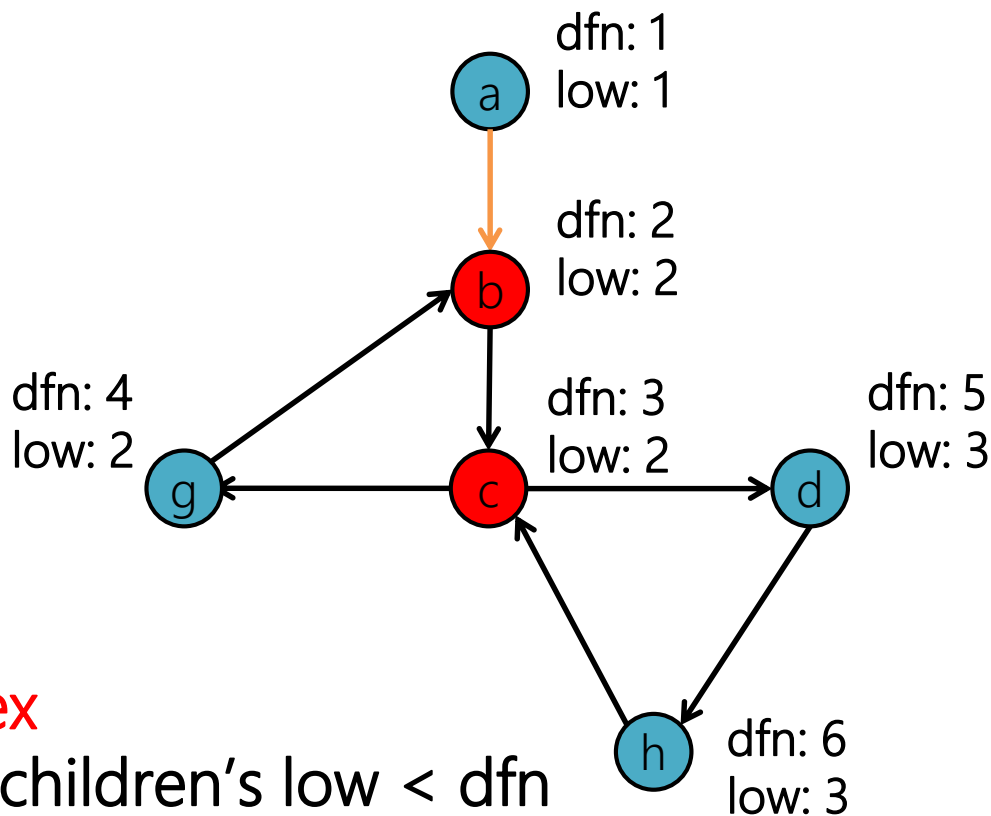 dfn: 1
a
low: 1
dfn: 2
b
low: 2
dfn: 4
low: 2
dfn: 3
low: 2
dfn: 5
low: 3
g
c
d
ex
h
dfn: 6
low: 3
children's low < dfn